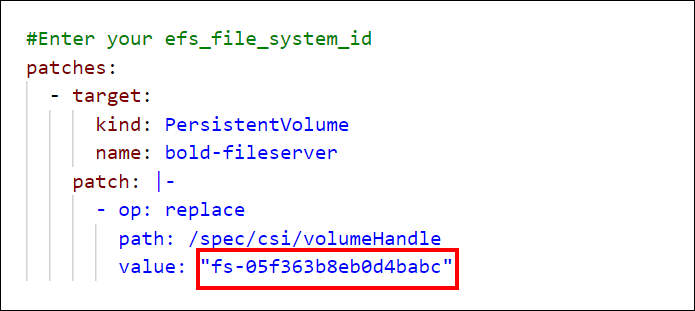 #Enter your efs_file_system_id
patches:
  - target:
      kind: PersistentVolume
      name: bold-fileserver
    patch: |-
      - op: replace
        path: /spec/csi/volumeHandle
        value: "fs-05f363b8eb0d4babc"